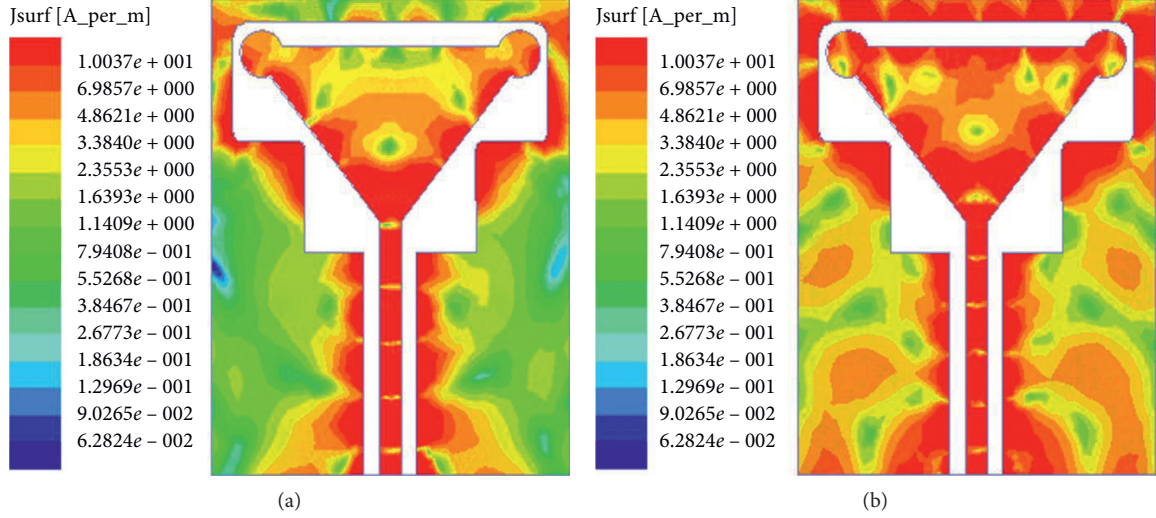 Jsurf [A_per_m]
1.0037e + 001
6.9857e + 000
4.8621e + 000
3.3840e + 000
2.3553e + 000
1.6393e + 000
1.1409e + 000
7.9408e – 001
5.5268e – 001
3.8467e – 001
2.6773e – 001
1.8634e – 001
1.2969e – 001
9.0265e – 002
6.2824e – 002
(a)
Jsurf [A_per_m]
1.0037e + 001
6.9857e + 000
4.8621e + 000
3.3840e + 000
2.3553e + 000
1.6393e + 000
1.1409e + 000
7.9408e – 001
5.5268e – 001
3.8467e – 001
2.6773e – 001
1.8634e – 001
1.2969e – 001
9.0265e – 002
6.2824e – 002
(b)